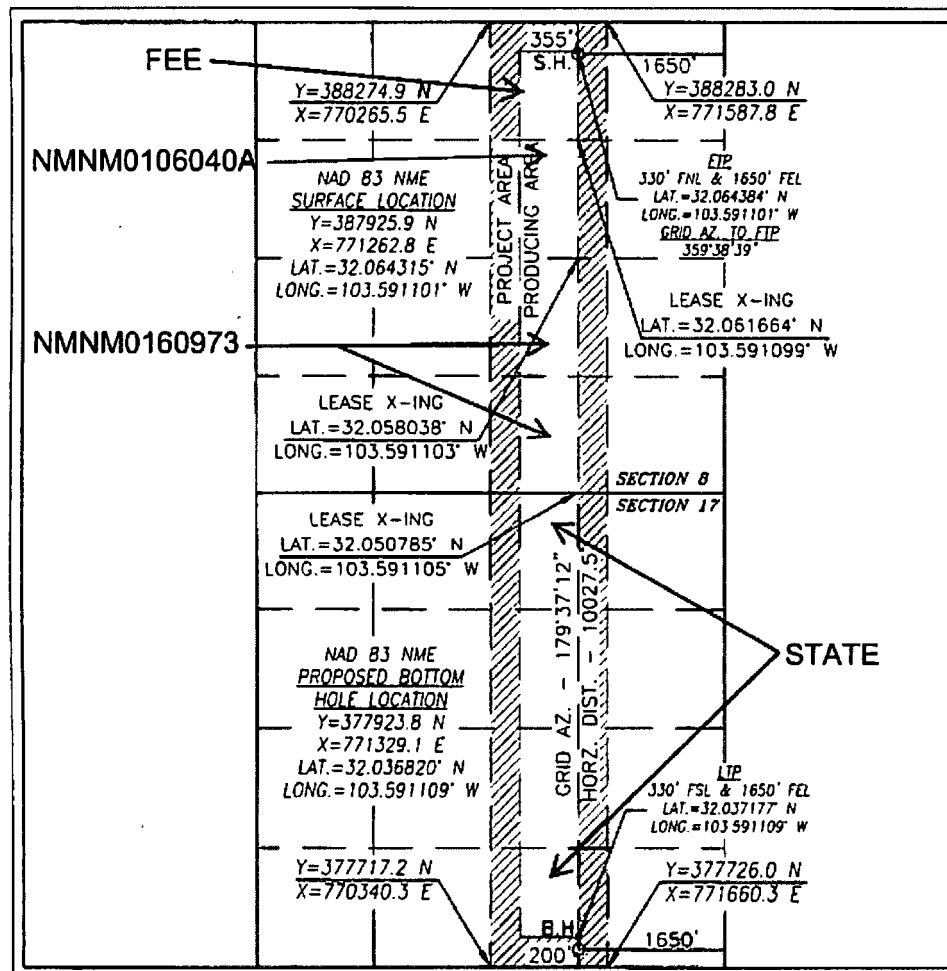 355'
FEE
S.H.
1650'
Y=388274.9 N
X=770265.5 E
Y=388283.0 N
X=771587.8 E
NMNM0106040A
FTP
330' FNL & 1650' FEL
LAT.=32.064384° N
LONG.=103.591101° W
GRID AZ. TO FTP
359°38'39"
NAD 83 NME
SURFACE LOCATION
Y=387925.9 N
X=771262.8 E
LAT.=32.064315° N
LONG.=103.591101° W
PROJECT AREA
PRODUCING AREA
LEASE X-ING
LAT.=32.061664° N
LONG.=103.591099° W
NMNM0160973
LEASE X-ING
LAT.=32.058038° N
LONG.=103.591103° W
SECTION 8
SECTION 17
LEASE X-ING
LAT.=32.050785° N
LONG.=103.591105° W
GRID AZ. - 179°37'12"
HORZ. DIST. - 10027.5'
STATE
NAD 83 NME
PROPOSED BOTTOM
HOLE LOCATION
Y=377923.8 N
X=771329.1 E
LAT.=32.036820° N
LONG.=103.591109° W
LTP
330' FSL & 1650' FEL
LAT.=32.037177° N
LONG.=103.591109° W
Y=377717.2 N
X=770340.3 E
Y=377726.0 N
X=771660.3 E
B.H.
200'
1650'